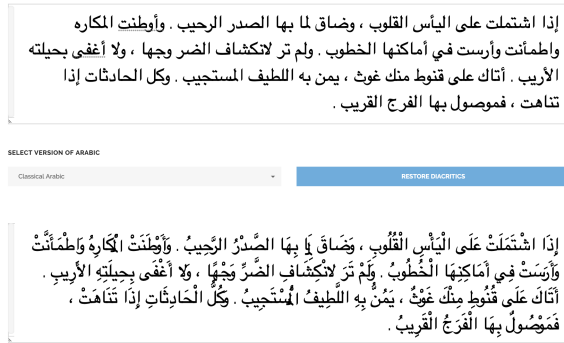 إذا اشتملت على اليأس القلوب ، وضاق لما بها الصدر الرحيب . وأوطنت المكاره
واطمأنت وأرست في أماكنها الخطوب . ولم تر لانكشاف الضر وجها ، ولا أغفى بحيلته
الأريب . أتاك على قنوط منك غوث ، يمن به اللطيف المستجيب . وكل الحادثات إذا
تناهت ، فموصول بها الفرج القريب .
SELECT VERSION OF ARABIC
Classical Arabic
RESTORE DIACRITICS
إِذَا اشْتَمَلَتْ عَلَى الْيَأْسِ الْقُلُوبِ ، وَضَاقَ لِمَا بِهَا الصَّدْرُ الرَّحِيبُ . وَأَوْطَنَتْ الْمَكَارِهُ وَاطْمَأَنَّتْ
وَأَرَسَتْ فِي أَمَاكِنِهَا الْخُطُوبُ . وَلَمْ تَرَ لانْكِشَافِ الضَّرِّ وَجْهًا ، وَلا أَغْفَى بِحِيلَتِهِ الأَرِيبِ .
أَتَاكَ عَلَى قُنُوطِ مِنْكَ غَوْثٌ ، يَمُنُّ بِهِ اللَّطِيفُ الْمُسْتَجِيبُ . وَكُلُّ الْحَادِثَاتِ إِذَا تَنَاهَتْ ،
فَمَوْصُولٌ بِهَا الْفَرَجُ الْقَرِيبُ .